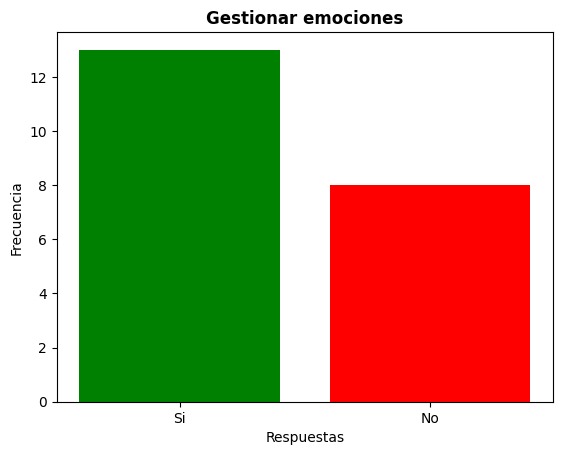 Gestionar emociones
Frecuencia
12
10
8
6
4
2
0
Si
No
Respuestas